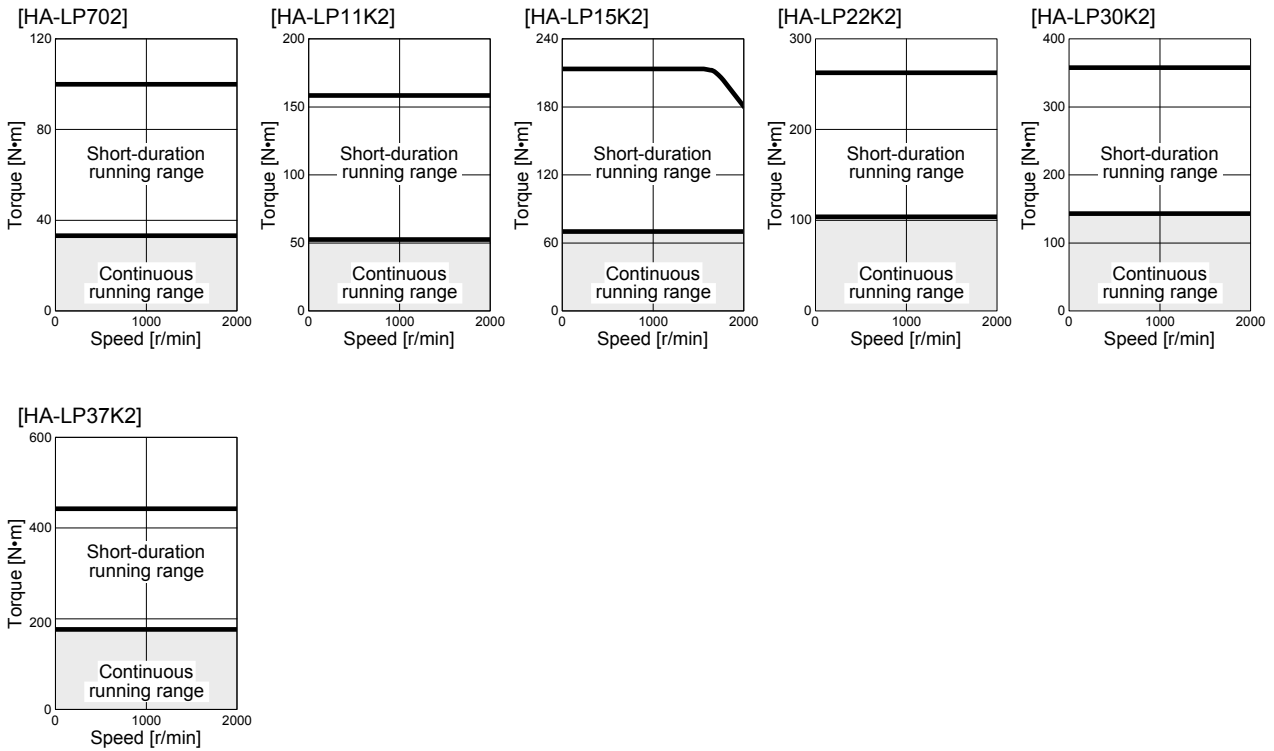 [HA-LP702]
120
80
40
0
Torque [N•m]
Short-duration
running range
Continuous
running range
0 1000 2000
Speed [r/min]
[HA-LP11K2]
200
150
100
50
0
Torque [N•m]
Short-duration
running range
Continuous
running range
0 1000 2000
Speed [r/min]
[HA-LP15K2]
240
180
120
60
0
Torque [N•m]
Short-duration
running range
Continuous
running range
0 1000 2000
Speed [r/min]
[HA-LP22K2]
300
200
100
0
Torque [N•m]
Short-duration
running range
Continuous
running range
0 1000 2000
Speed [r/min]
[HA-LP30K2]
400
300
200
100
0
Torque [N•m]
Short-duration
running range
Continuous
running range
0 1000 2000
Speed [r/min]
[HA-LP37K2]
600
400
200
0
Torque [N•m]
Short-duration
running range
Continuous
running range
0 1000 2000
Speed [r/min]